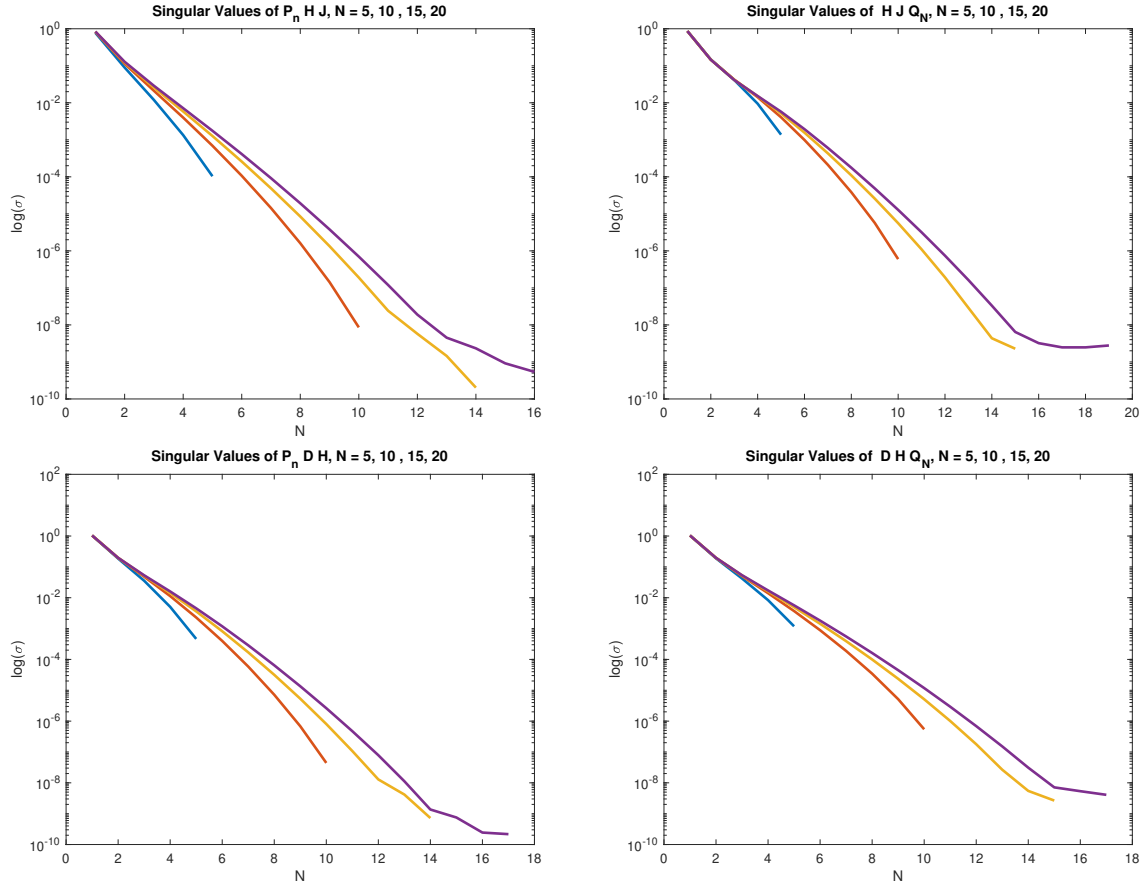 Singular Values of P_n H J, N = 5, 10 , 15, 20
10^0
10^-2
10^-4
10^-6
10^-8
10^-10
log(σ)
0 2 4 6 8 10 12 14 16
N
Singular Values of H J Q_N, N = 5, 10 , 15, 20
10^0
10^-2
10^-4
10^-6
10^-8
10^-10
log(σ)
0 2 4 6 8 10 12 14 16 18 20
N
Singular Values of P_n D H, N = 5, 10 , 15, 20
10^2
10^0
10^-2
10^-4
10^-6
10^-8
10^-10
log(σ)
0 2 4 6 8 10 12 14 16 18
N
Singular Values of D H Q_N, N = 5, 10 , 15, 20
10^2
10^0
10^-2
10^-4
10^-6
10^-8
10^-10
log(σ)
0 2 4 6 8 10 12 14 16 18
N